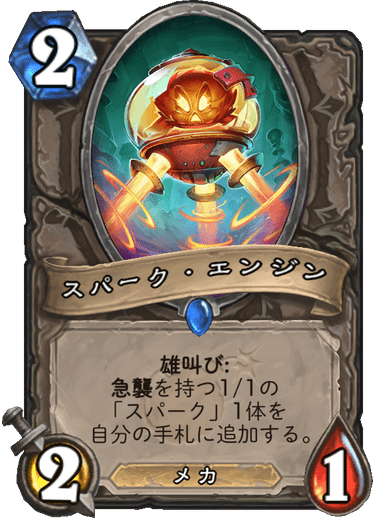 2
スパーク・エンジン
雄叫び:
急襲を持つ1/1の
「スパーク」1体を
自分の手札に追加する。
2
メカ
1